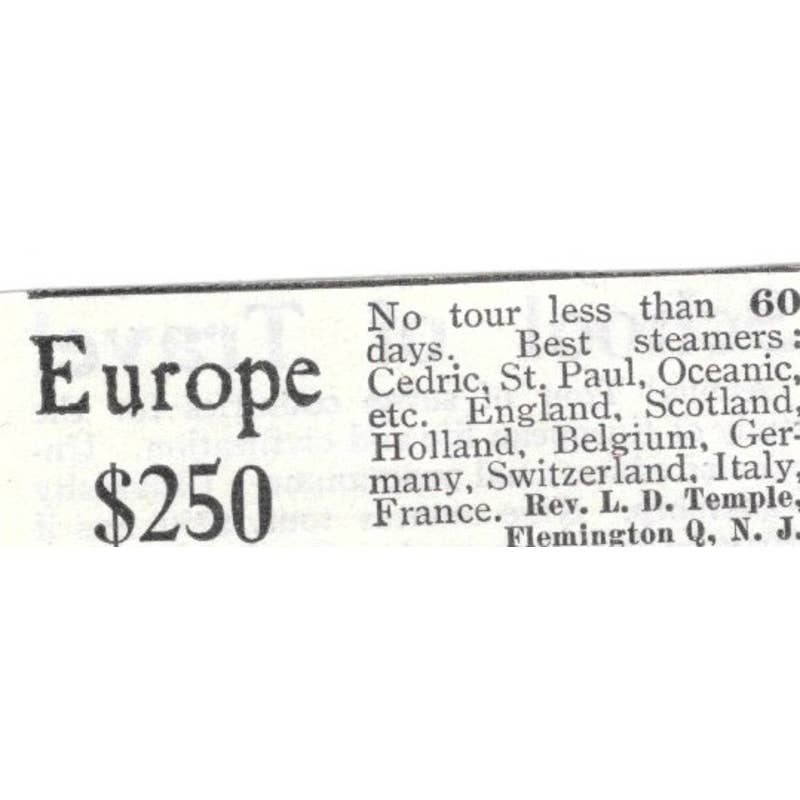 Europe
$250
No tour less than 60
days. Best steamers:
Cedric, St. Paul, Oceanic,
etc. England, Scotland,
Holland, Belgium, Ger-
many, Switzerland, Italy,
France. Rev. L. D. Temple,
Flemington Q, N. J.